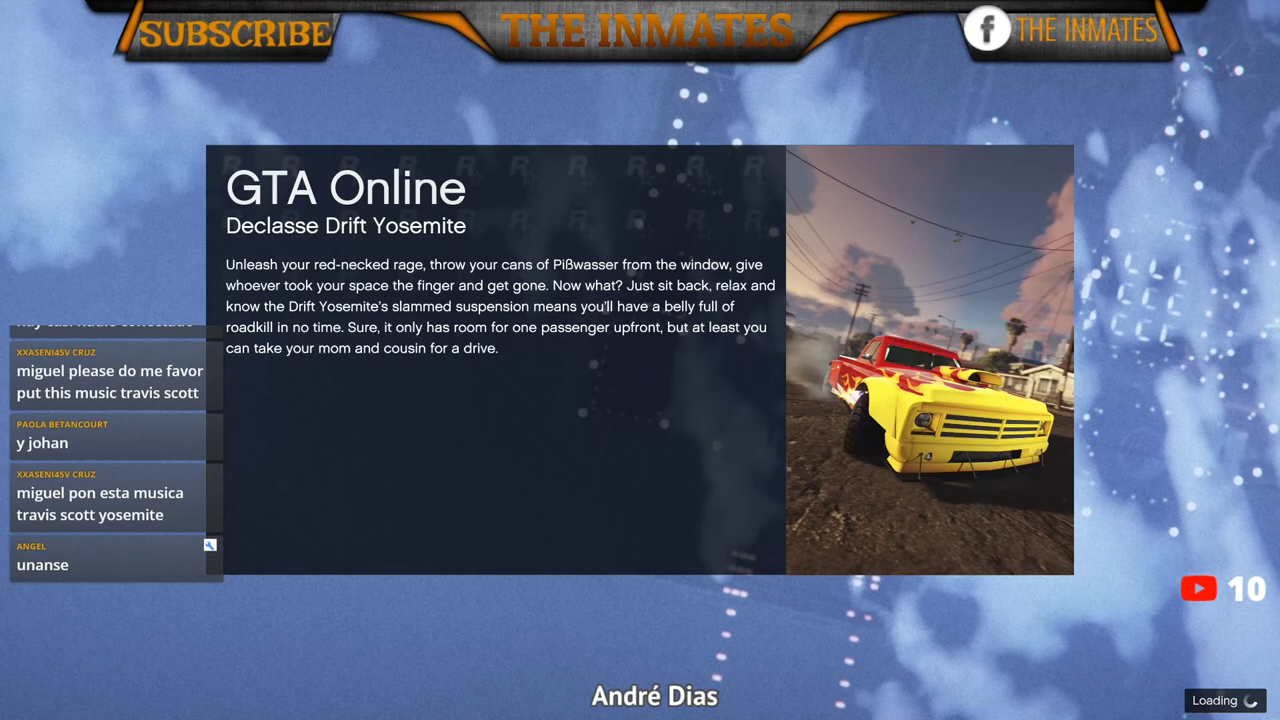 SUBSCRIBE
THE INMATES
THE INMATES
GTA Online
Declasse Drift Yosemite
Unleash your red-necked rage, throw your cans of Pißwasser from the window, give
whoever took your space the finger and get gone. Now what? Just sit back, relax and
know the Drift Yosemite's slammed suspension means you'll have a belly full of
roadkill in no time. Sure, it only has room for one passenger upfront, but at least you
can take your mom and cousin for a drive.
XXASENI45V CRUZ
miguel please do me favor
put this music travis scott
PAOLA BETANCOURT
y johan
XXASENI45V CRUZ
miguel pon esta musica
travis scott yosemite
ANGEL
unanse
10
André Dias
Loading